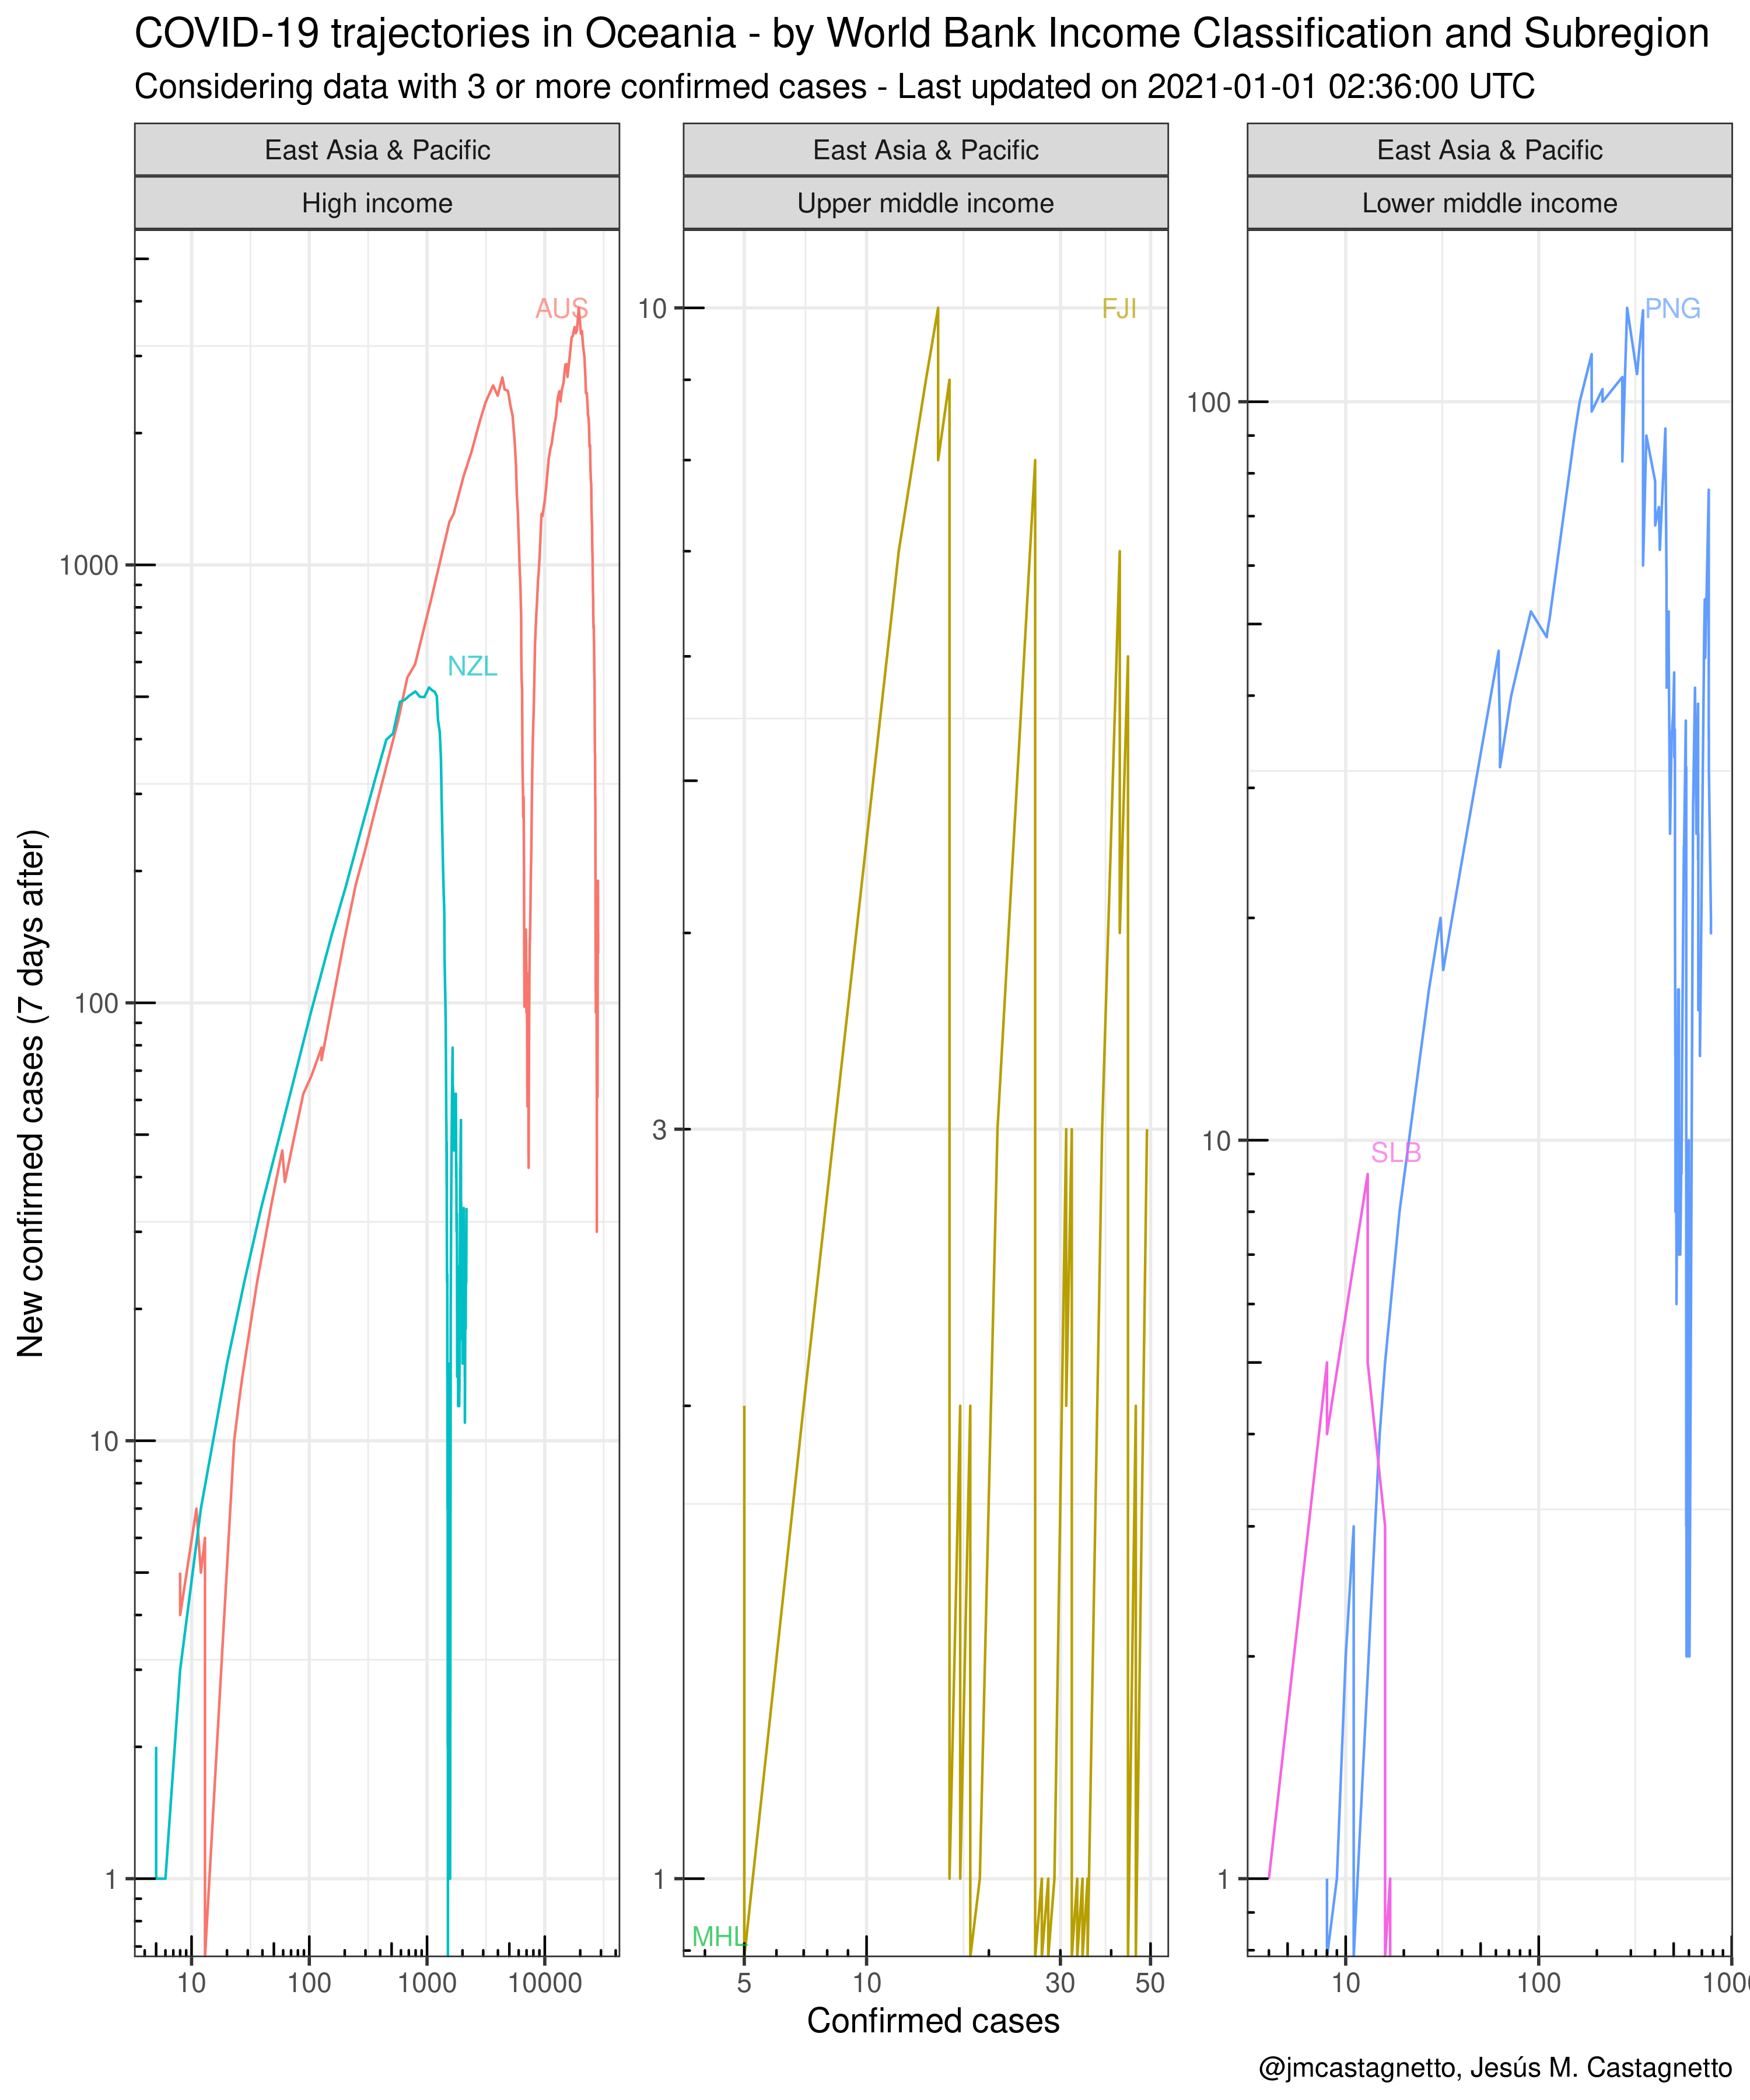 COVID-19 trajectories in Oceania - by World Bank Income Classification and Subregion
Considering data with 3 or more confirmed cases - Last updated on 2021-01-01 02:36:00 UTC
East Asia & Pacific
High income
East Asia & Pacific
Upper middle income
East Asia & Pacific
Lower middle income
New confirmed cases (7 days after)
1000
100
10
1
AUS
NZL
10
100
1000
10000
10
3
1
FJI
MHL
5
10
30
50
100
10
1
PNG
SLB
10
100
Confirmed cases
@jmcastagnetto, Jesús M. Castagnetto